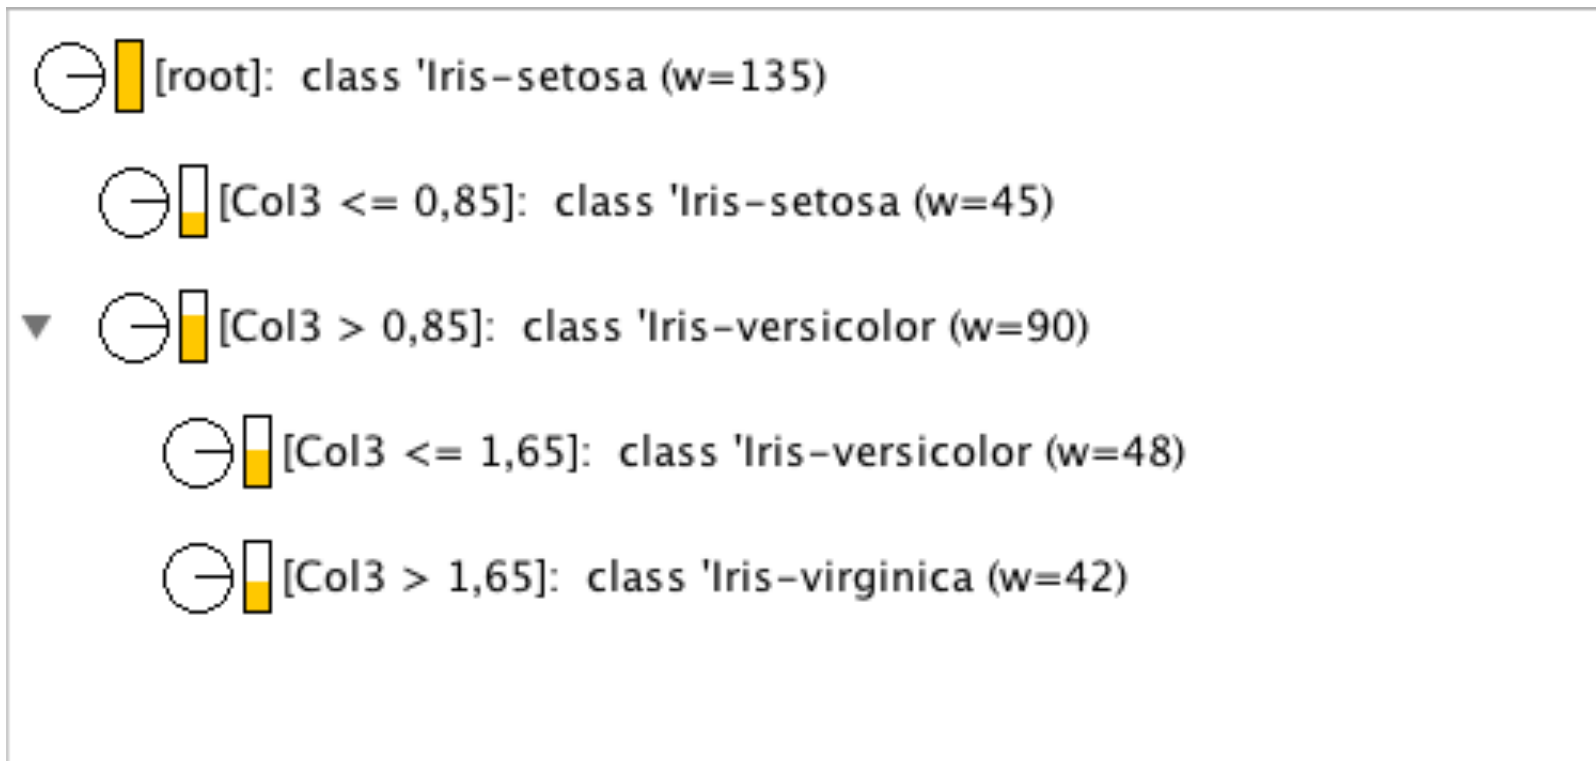 [root]: class 'Iris-setosa (w=135)
[Col3 <= 0,85]: class 'Iris-setosa (w=45)
[Col3 > 0,85]: class 'Iris-versicolor (w=90)
[Col3 <= 1,65]: class 'Iris-versicolor (w=48)
[Col3 > 1,65]: class 'Iris-virginica (w=42)